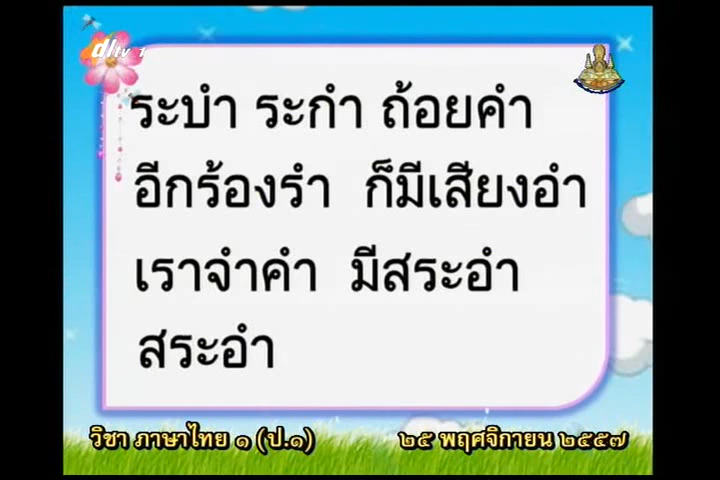 dltv 1
ระบำ ระกำ ถ้อยคำ
อีกร้องรำ ก็มีเสียงอำ
เราจำคำ มีสระอำ
สระอำ
วิชา ภาษาไทย ๑ (ป.๑) ๒๕ พฤศจิกายน ๒๕๕๗